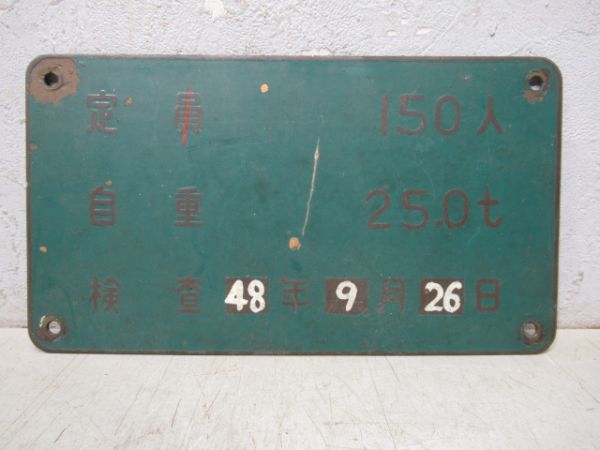 定員 150人
自重 25.0t
検査 48年 9月 26日